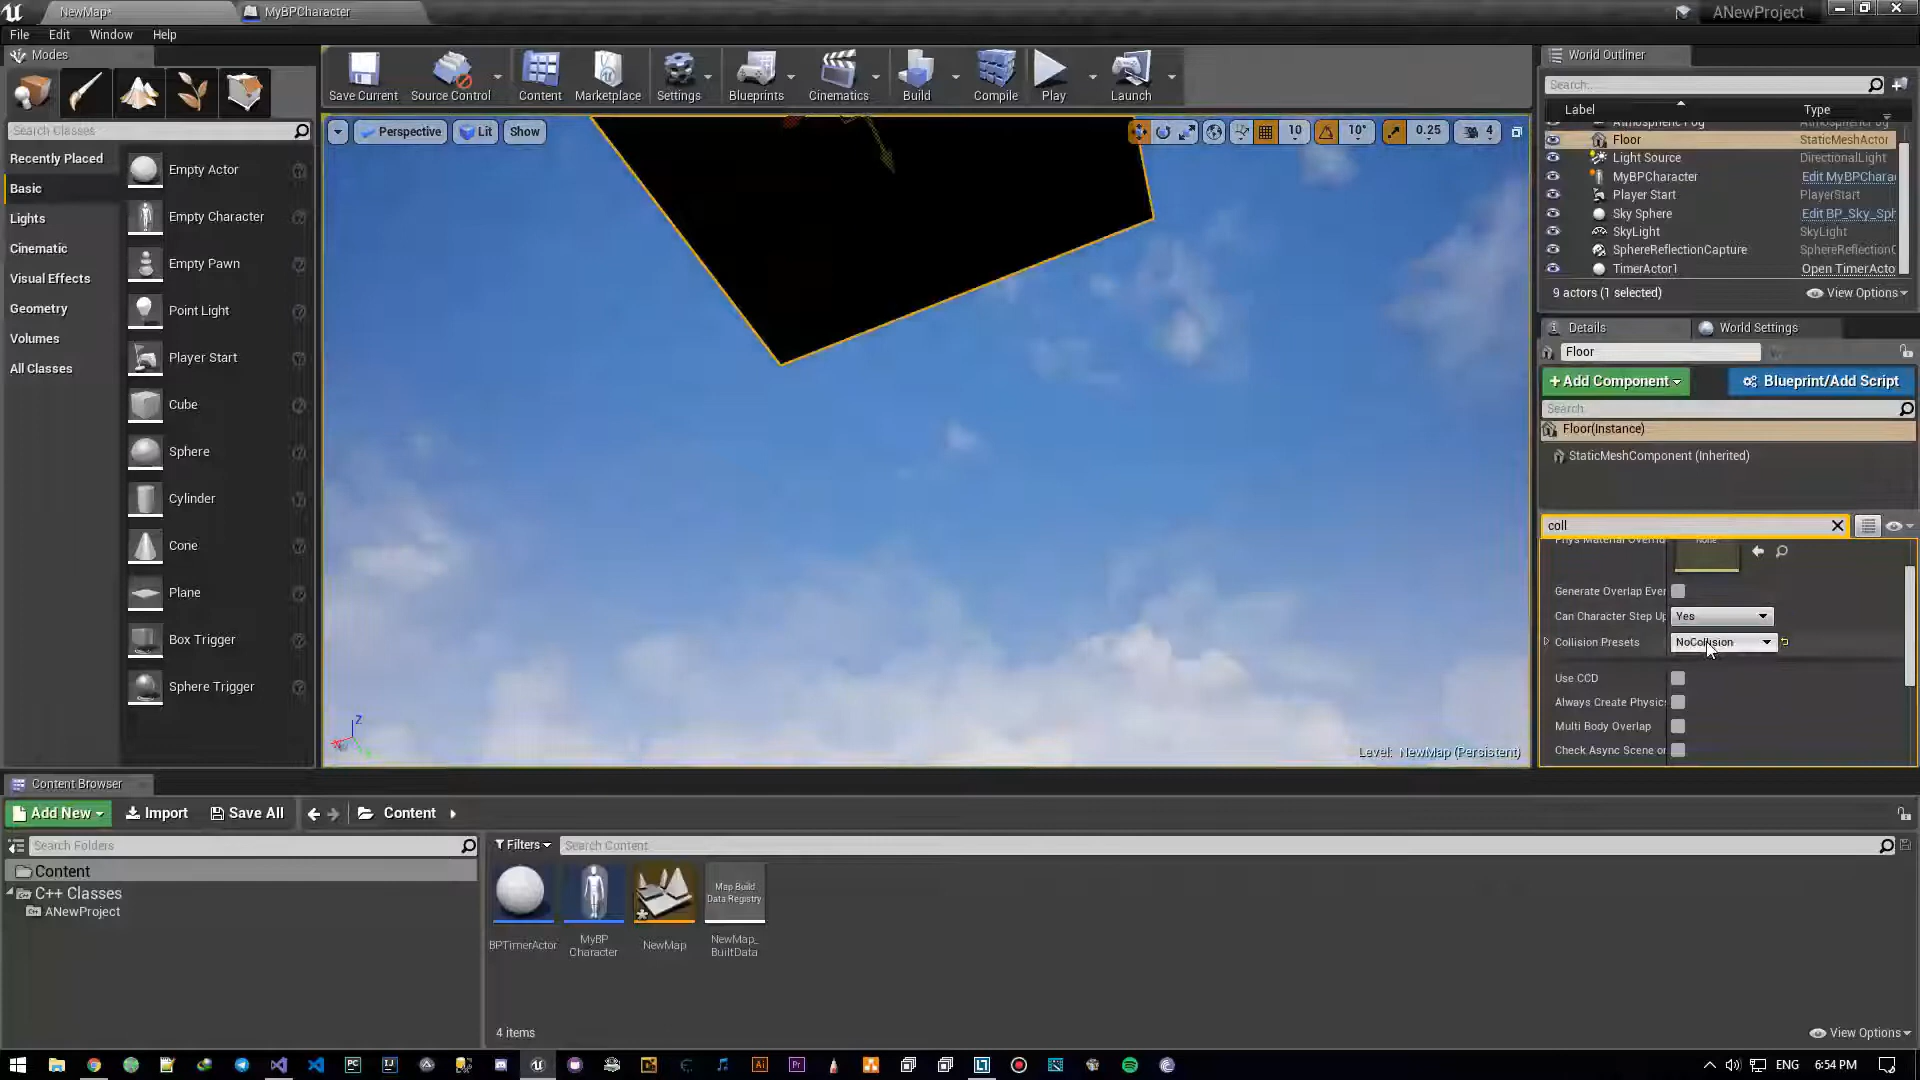 NewMap*
MyBPCharacter
ANewProject
File Edit Window Help
Modes
World Outliner
Save Current
Source Control
Content
Marketplace
Settings
Blueprints
Cinematics
Build
Compile
Play
Launch
Search...
Label
Type
Search Classes
Perspective
Lit
Show
10
10°
0.25
4
Floor
StaticMeshActor
Light Source
DirectionalLight
MyBPCharacter
Edit MyBPChara
Player Start
PlayerStart
Sky Sphere
Edit BP_Sky_Sph
SkyLight
SkyLight
SphereReflectionCapture
SphereReflectionC
TimerActor1
Open TimerActo
9 actors (1 selected)
View Options
Recently Placed
Basic
Lights
Cinematic
Visual Effects
Geometry
Volumes
All Classes
Empty Actor
Empty Character
Empty Pawn
Point Light
Player Start
Cube
Sphere
Cylinder
Cone
Plane
Box Trigger
Sphere Trigger
Details
World Settings
Floor
+Add Component
Blueprint/Add Script
Search
Floor(Instance)
StaticMeshComponent (Inherited)
coll
None
Generate Overlap Ever
Can Character Step Up
Yes
Collision Presets
NoCollision
Use CCD
Always Create Physics
Multi Body Overlap
Check Async Scene on
Z
Level: NewMap (Persistent)
Content Browser
Add New
Import
Save All
Content
Search Folders
Filters
Search Content
Content
C++ Classes
ANewProject
BPTimerActor
MyBP
Character
NewMap
Map Build
Data Registry
NewMap_
BuiltData
4 items
View Options
ENG
6:54 PM